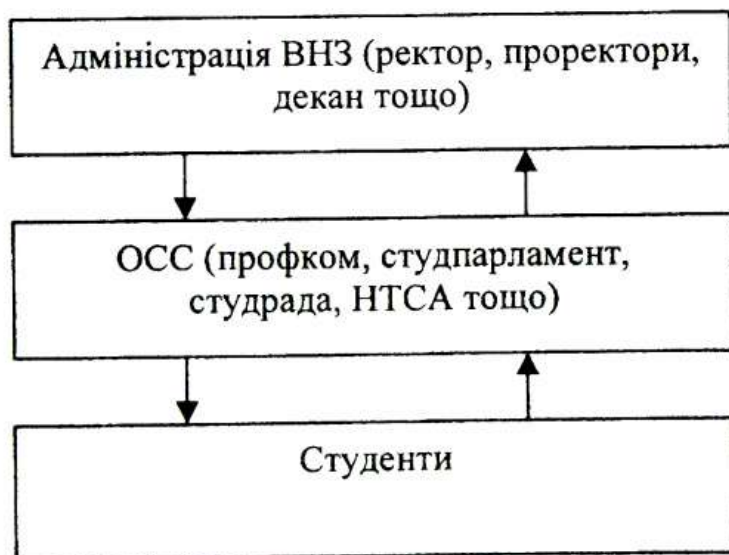 Адміністрація ВНЗ (ректор, проректори,
декан тощо)
ОСС (профком, студпарламент,
студрада, НТСА тощо)
Студенти